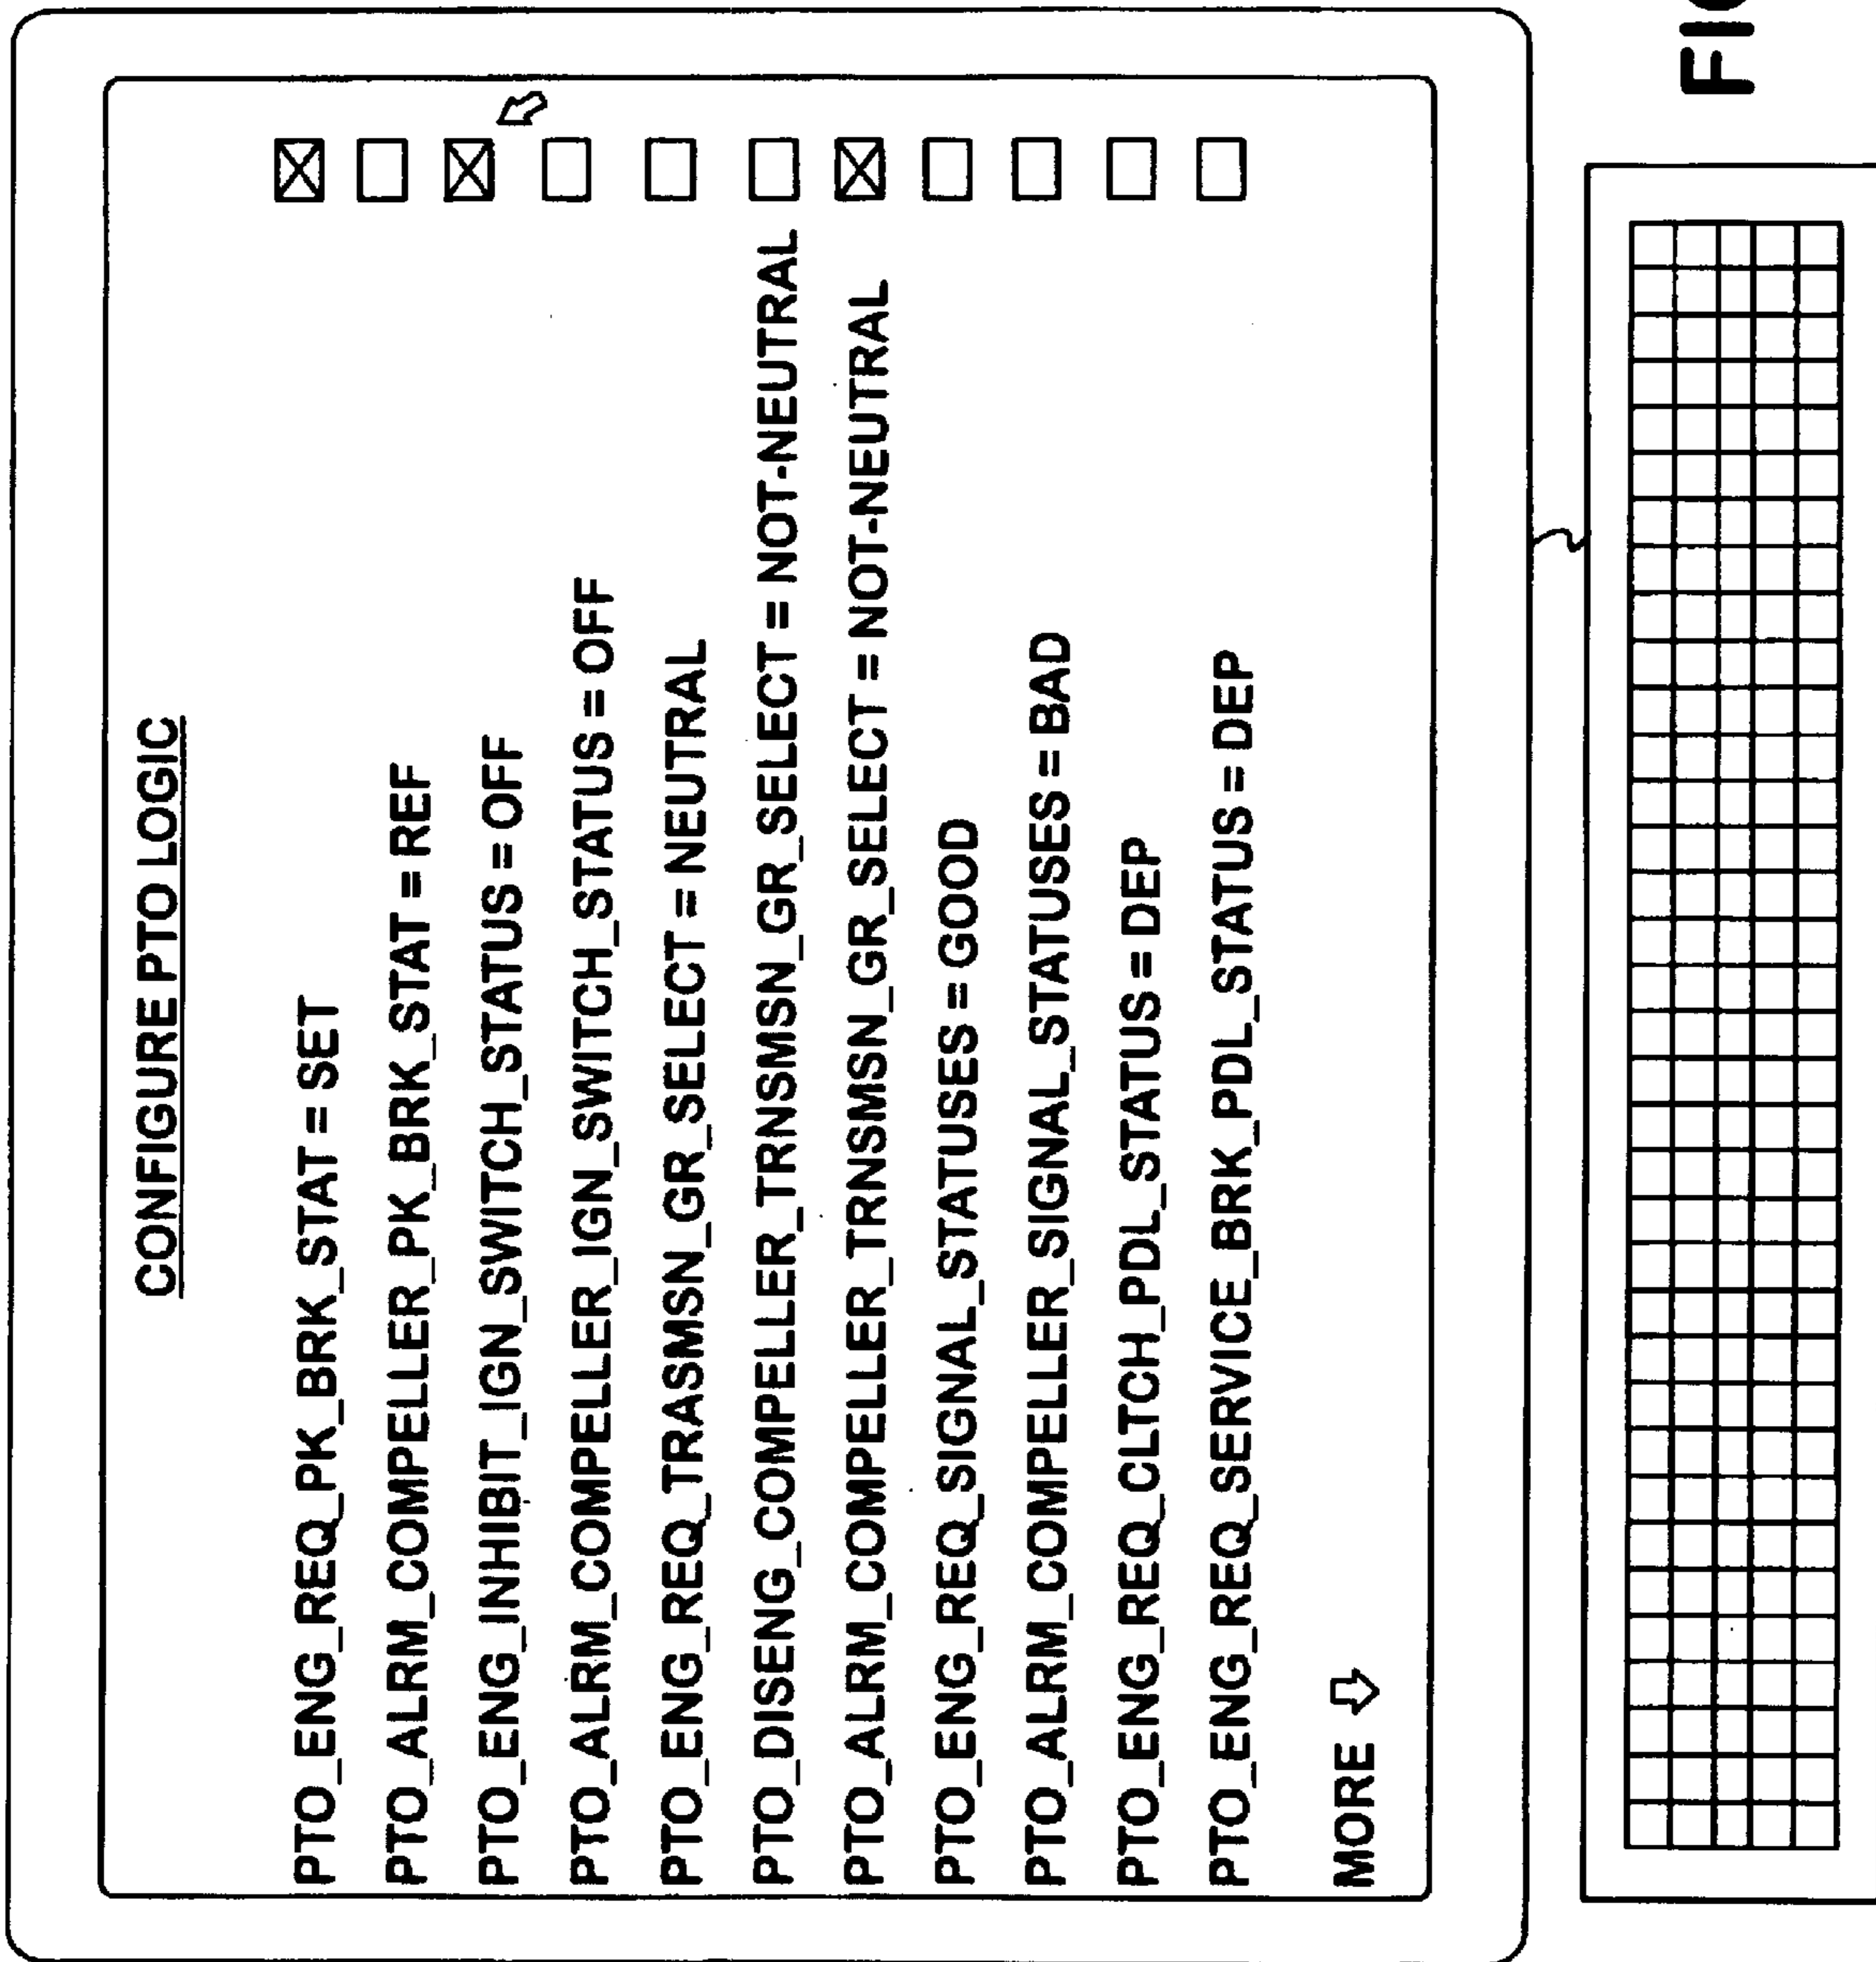 CONFIGURE PTO LOGIC
PTO_ENG_REQ_PK_BRK_STAT = SET
PTO_ALRM_COMPELLER_PK_BRK_STAT = REF
PTO_ENG_INHIBIT_IGN_SWITCH_STATUS = OFF
PTO_ALRM_COMPELLER_IGN_SWITCH_STATUS = OFF
PTO_ENG_REQ_TRASMSN_GR_SELECT = NEUTRAL
PTO_DISENG_COMPELLER_TRNSMSN_GR_SELECT = NOT-NEUTRAL
PTO_ALRM_COMPELLER_TRNSMSN_GR_SELECT = NOT-NEUTRAL
PTO_ENG_REQ_SIGNAL_STATUSES = GOOD
PTO_ALRM_COMPELLER_SIGNAL_STATUSES = BAD
PTO_ENG_REQ_CLTCH_PDL_STATUS = DEP
PTO_ENG_REQ_SERVICE_BRK_PDL_STATUS = DEP
MORE